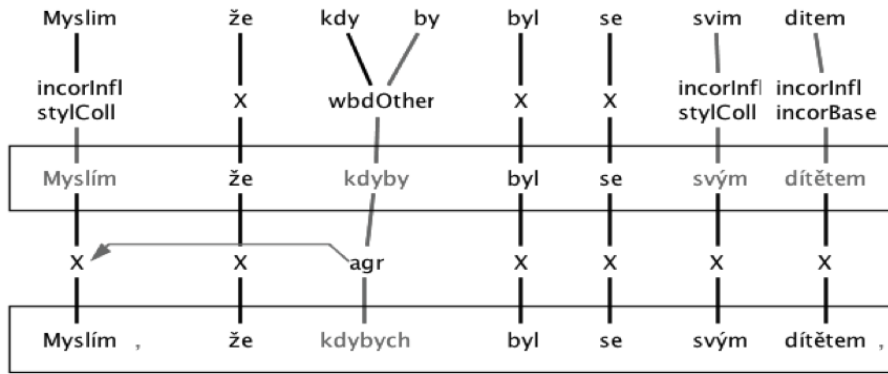 Myslim že kdy by byl se svim ditem
incorInfl incorInfl incorInfl
stylColl X wbdOther X X stylColl incorBase
Myslím že kdyby byl se svým dítětem
X X agr X X X X
Myslím , že kdybych byl se svým dítětem ,